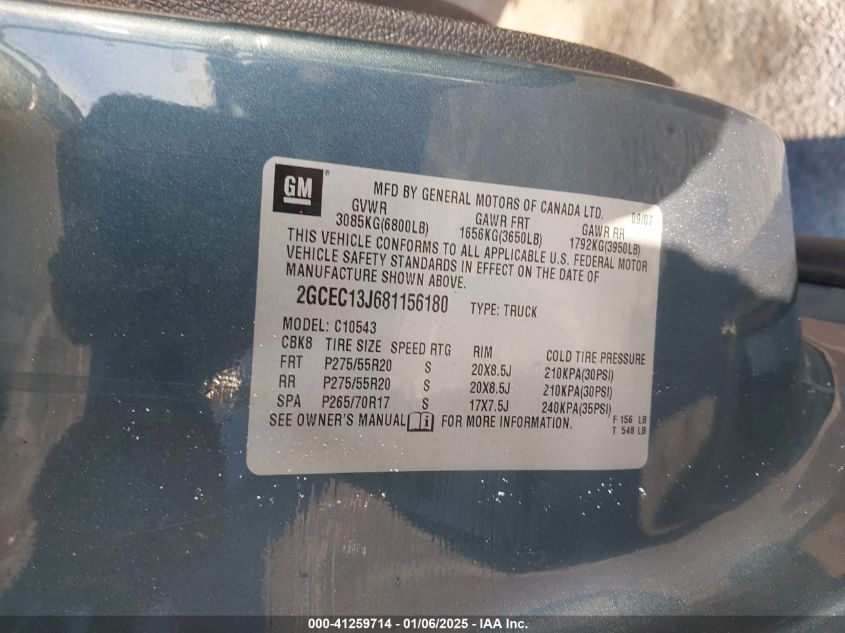 GM ®
MFD BY GENERAL MOTORS OF CANADA LTD. 09/07
GVWR GAWR FRT GAWR RR
3085KG(6800LB) 1656KG(3650LB) 1792KG(3950LB)
THIS VEHICLE CONFORMS TO ALL APPLICABLE U.S. FEDERAL MOTOR
VEHICLE SAFETY STANDARDS IN EFFECT ON THE DATE OF
MANUFACTURE SHOWN ABOVE.
2GCEC13J681156180 TYPE: TRUCK
MODEL: C10543
CBK8 TIRE SIZE SPEED RTG RIM COLD TIRE PRESSURE
FRT P275/55R20 S 20X8.5J 210KPA(30PSI)
RR P275/55R20 S 20X8.5J 210KPA(30PSI)
SPA P265/70R17 S 17X7.5J 240KPA(35PSI)
SEE OWNER'S MANUAL i FOR MORE INFORMATION. F 156 LB
T 548 LB
000-41259714 - 01/06/2025 - IAA Inc.